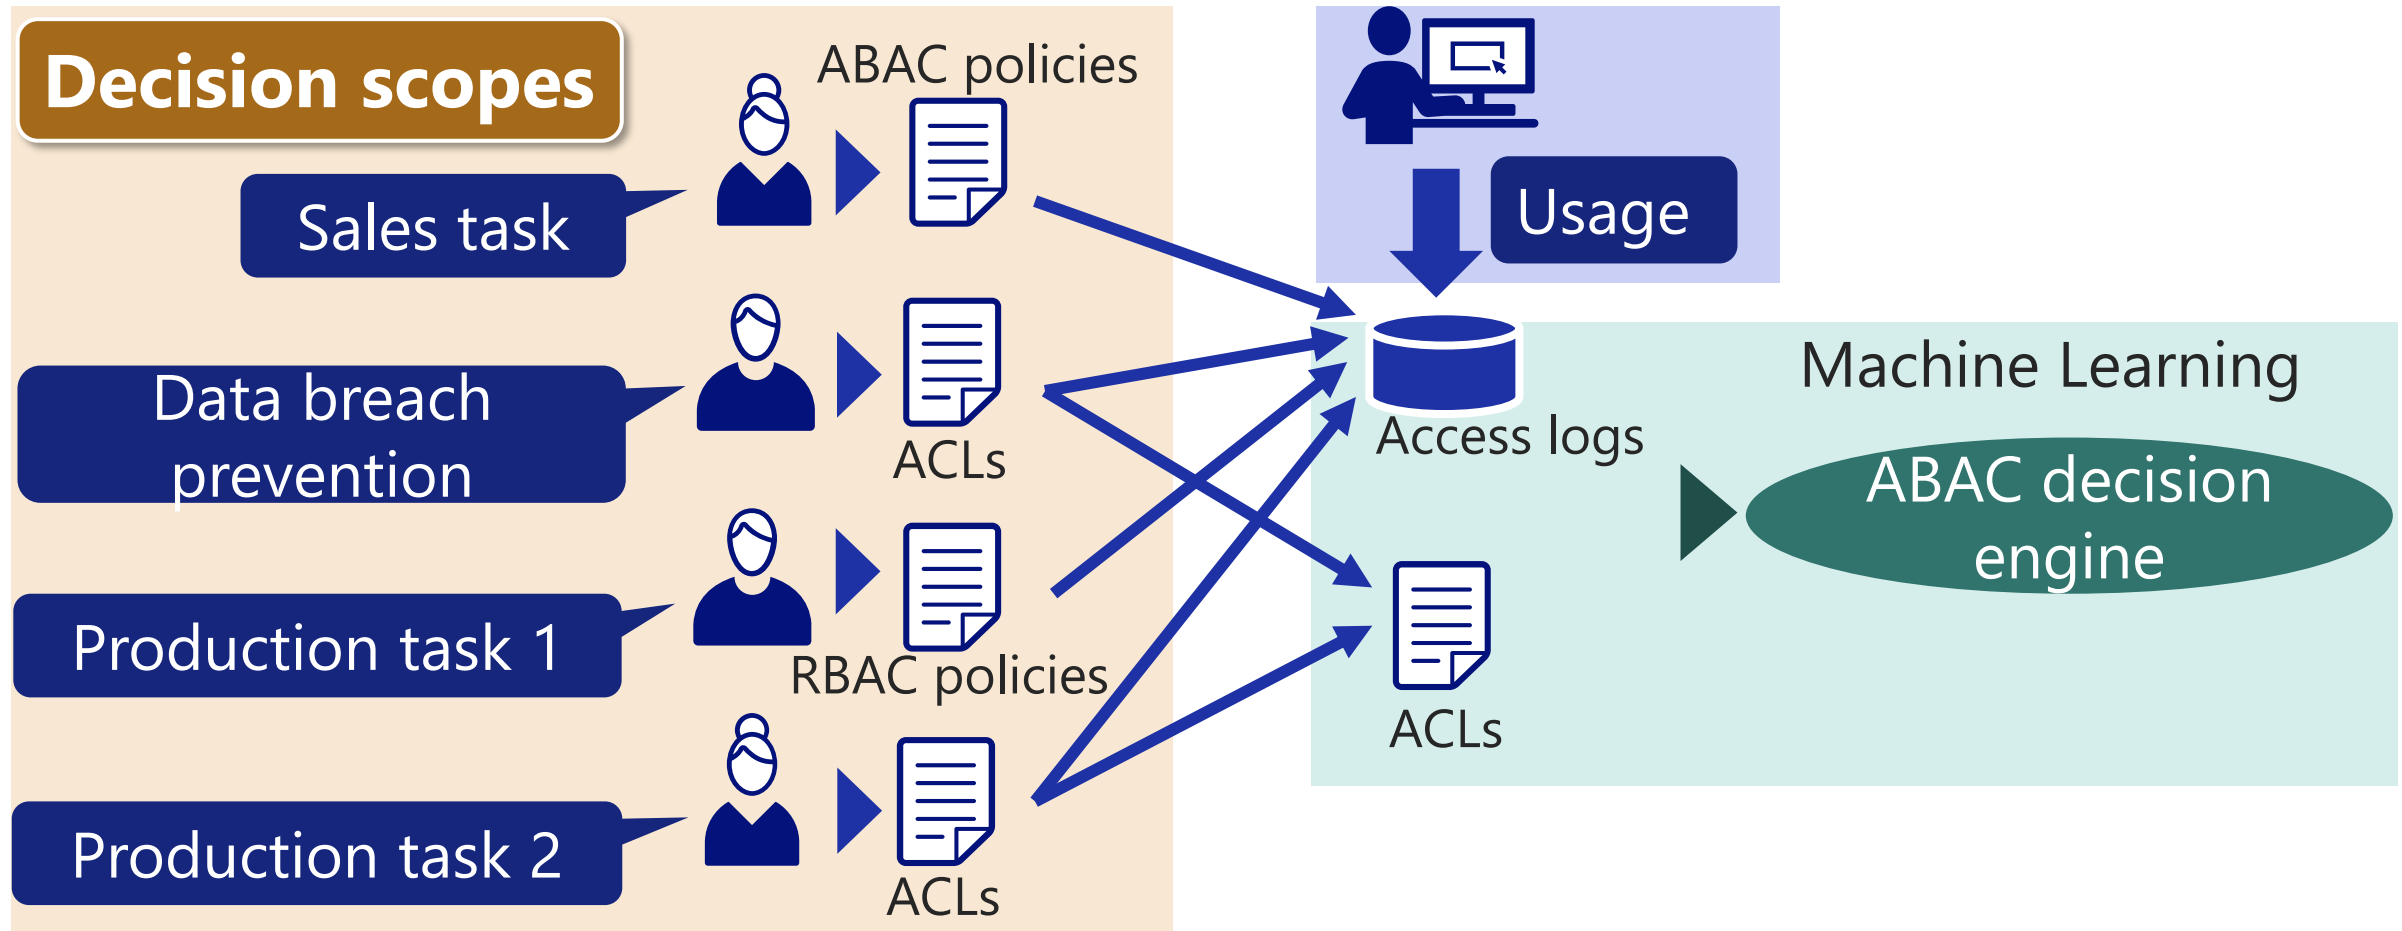 Decision scopes
ABAC policies
Sales task
Data breach
prevention
ACLs
Production task 1
RBAC policies
Production task 2
ACLs
Usage
Access logs
ACLs
Machine Learning
ABAC decision
engine